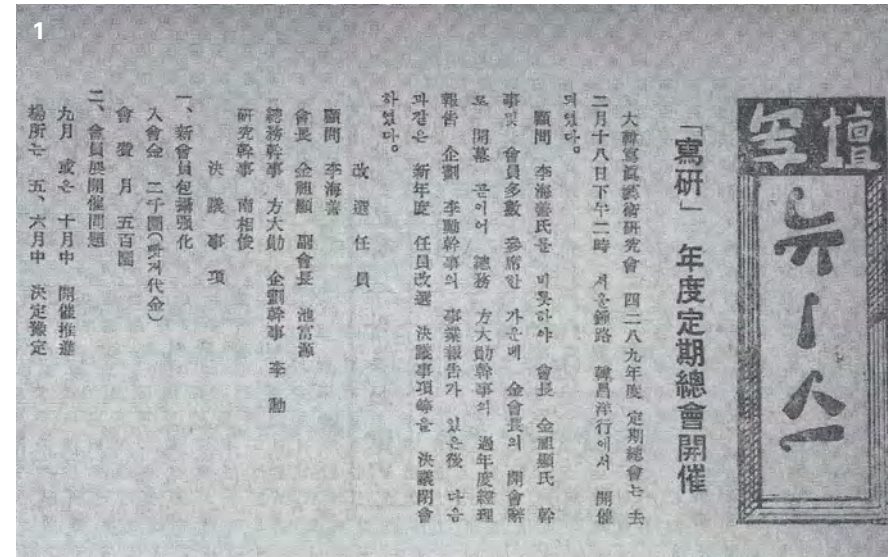 1
写壇
뉴ー스
「寫硏」 年度定期總會開催
大韓寫眞藝術硏究會 四二八九年度 定期總會는 去
二月十八日下午二時 서울鍾路 韓昌洋行에서 開催
되였다。
顧問 李海善氏를 비롯하야 會長 金祖顯氏 幹
事및 會員多數 參席한 가운데 金會長의 開會辭
로 開幕 끝이어 總務 方大勛幹事의 過年度經理
報告 企劃 李勳幹事의 事業報告가 있은後 다음
과같은 新年度 任員改選 決議事項等을 決議閉會
하였다。
改選任員
顧問 李海善
會長 金祖顯 副會長 池富源
總務幹事 方大勛 企劃幹事 李勳
硏究幹事 南相俊
決議事項
一、新會員包攝强化
入會金 二千圜(뺏지代金)
會費 月 五百圜
二、會員展開催問題
九月 或은 十月中 開催推進
場所는 五、六月中 決定豫定